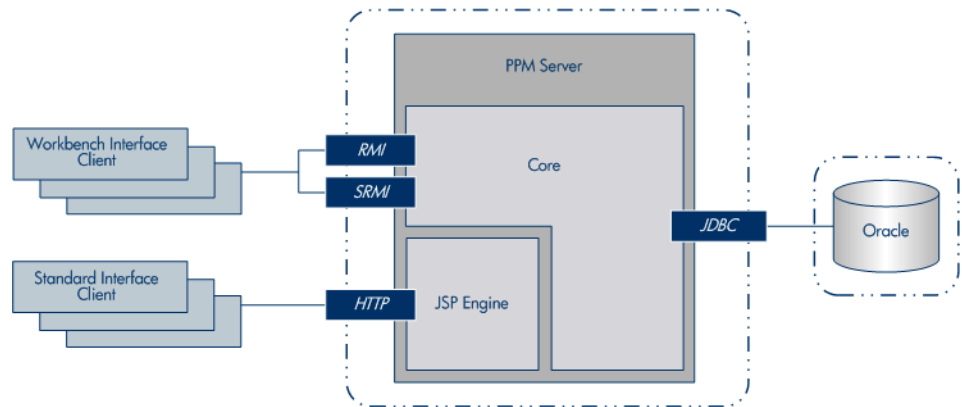 PPM Server
Workbench Interface
Client
RMI
Core
SRMI
JDBC
Oracle
Standard Interface
Client
HTTP
JSP Engine